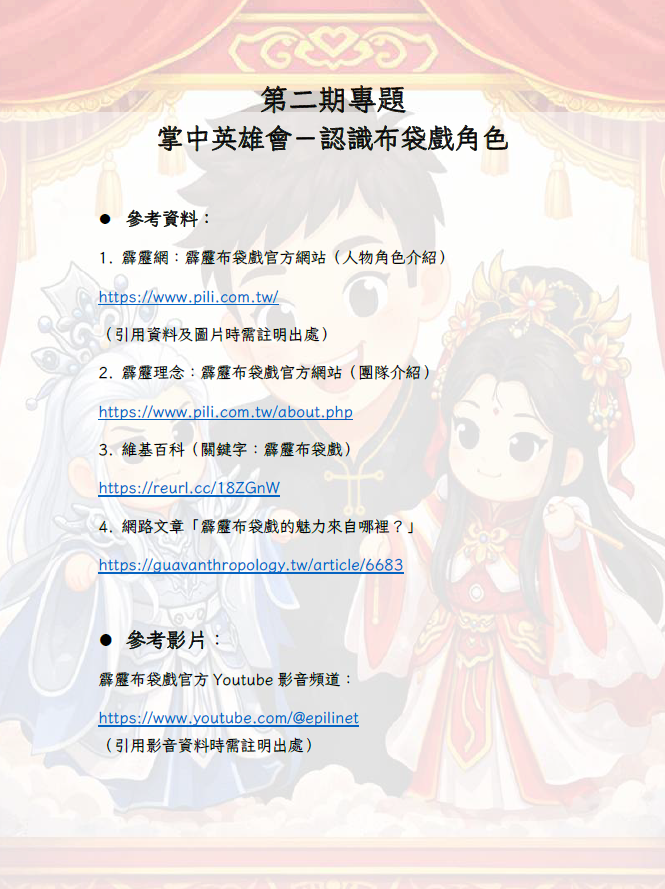 第二期專題
掌中英雄會－認識布袋戲角色
● 參考資料：
1. 霹靂網：霹靂布袋戲官方網站（人物角色介紹）
https://www.pili.com.tw/
（引用資料及圖片時需註明出處）
2. 霹靂理念：霹靂布袋戲官方網站（團隊介紹）
https://www.pili.com.tw/about.php
3. 維基百科（關鍵字：霹靂布袋戲）
https://reurl.cc/18ZGnW
4. 網路文章「霹靂布袋戲的魅力來自哪裡？」
https://guavanthropology.tw/article/6683
● 參考影片：
霹靂布袋戲官方 Youtube 影音頻道：
https://www.youtube.com/@epilinet
（引用影音資料時需註明出處）